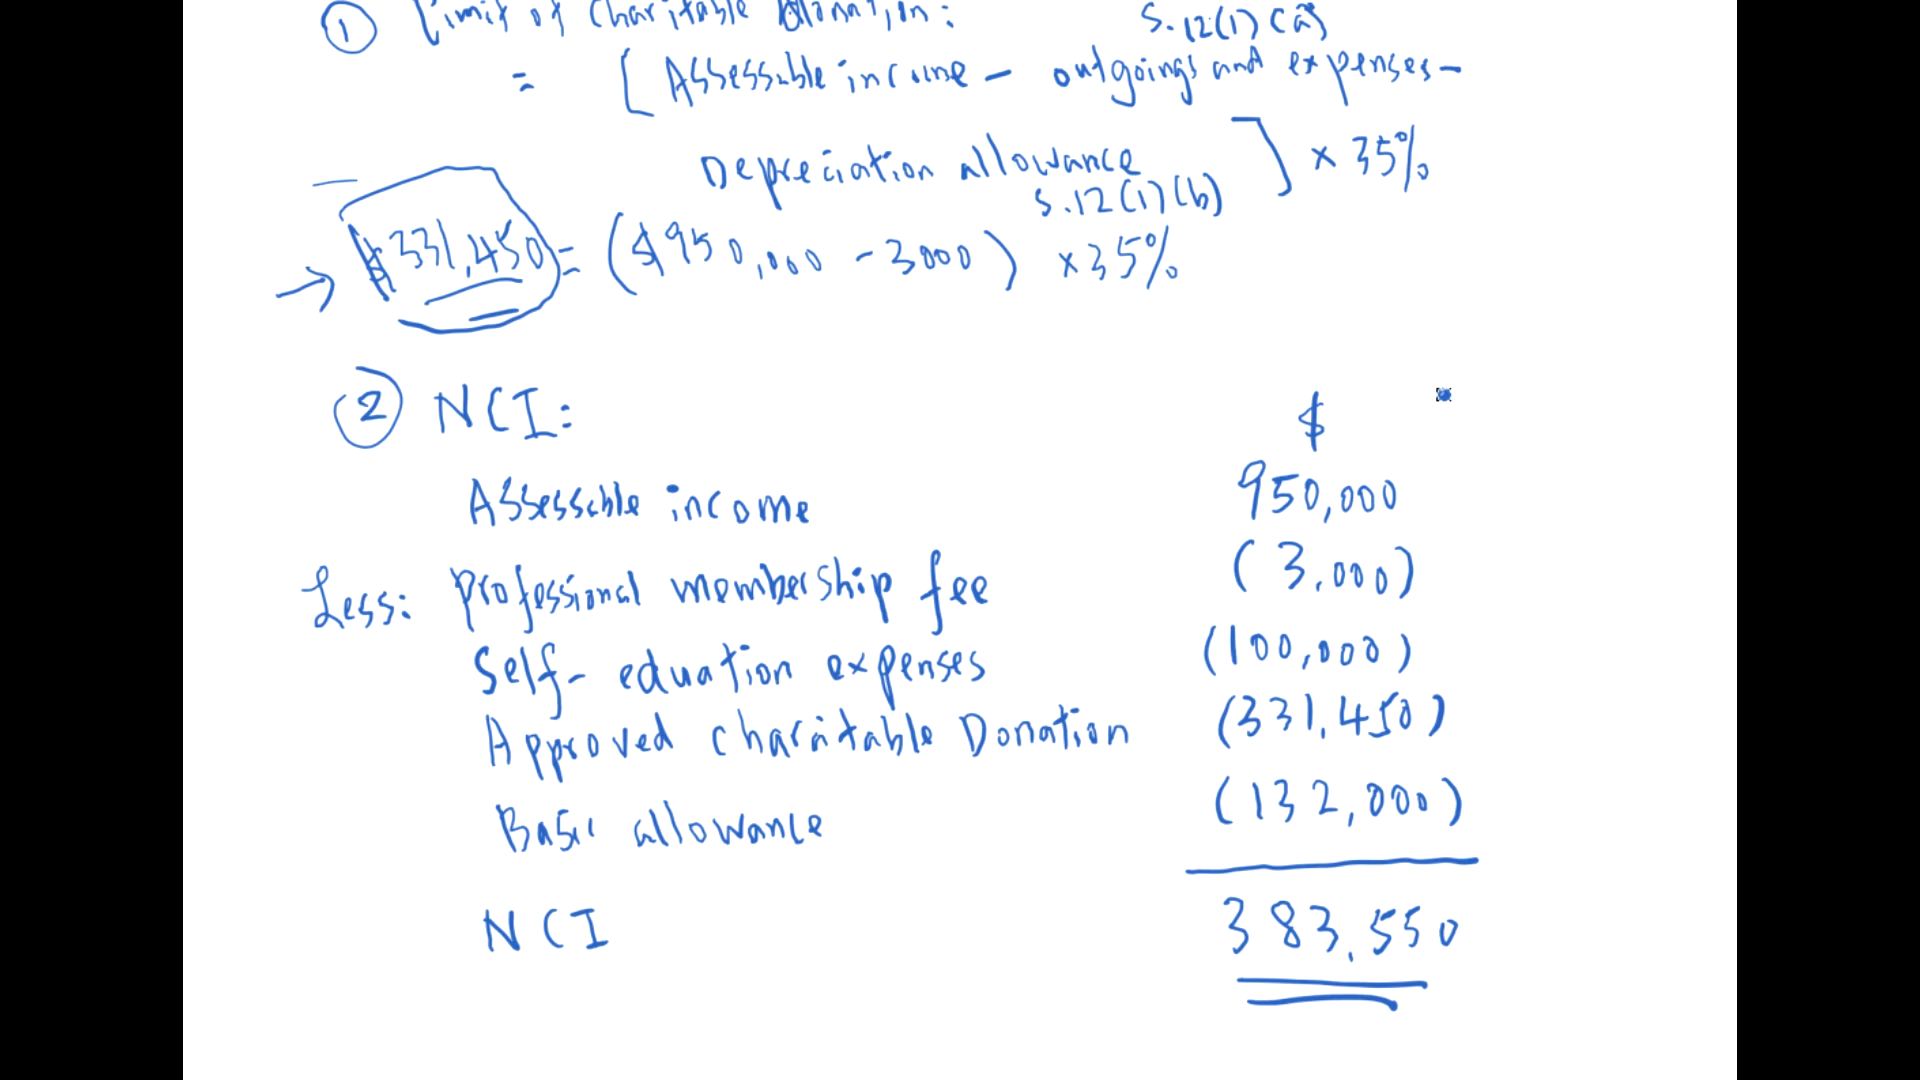 ① Limit of Charitable Donation: S.12(1)(a)
= [ Assessable income - outgoings and expenses -
Depreciation allowance ] × 35%
S.12(1)(b)
→ $331,450 = ($950,000 - 3000) × 35%
② NCI: $
Assessable income 950,000
Less: Professional membership fee (3,000)
Self- eduation expenses (100,000)
Approved charitable Donation (331,450)
Basic allowance (132,000)
NCI 383,550